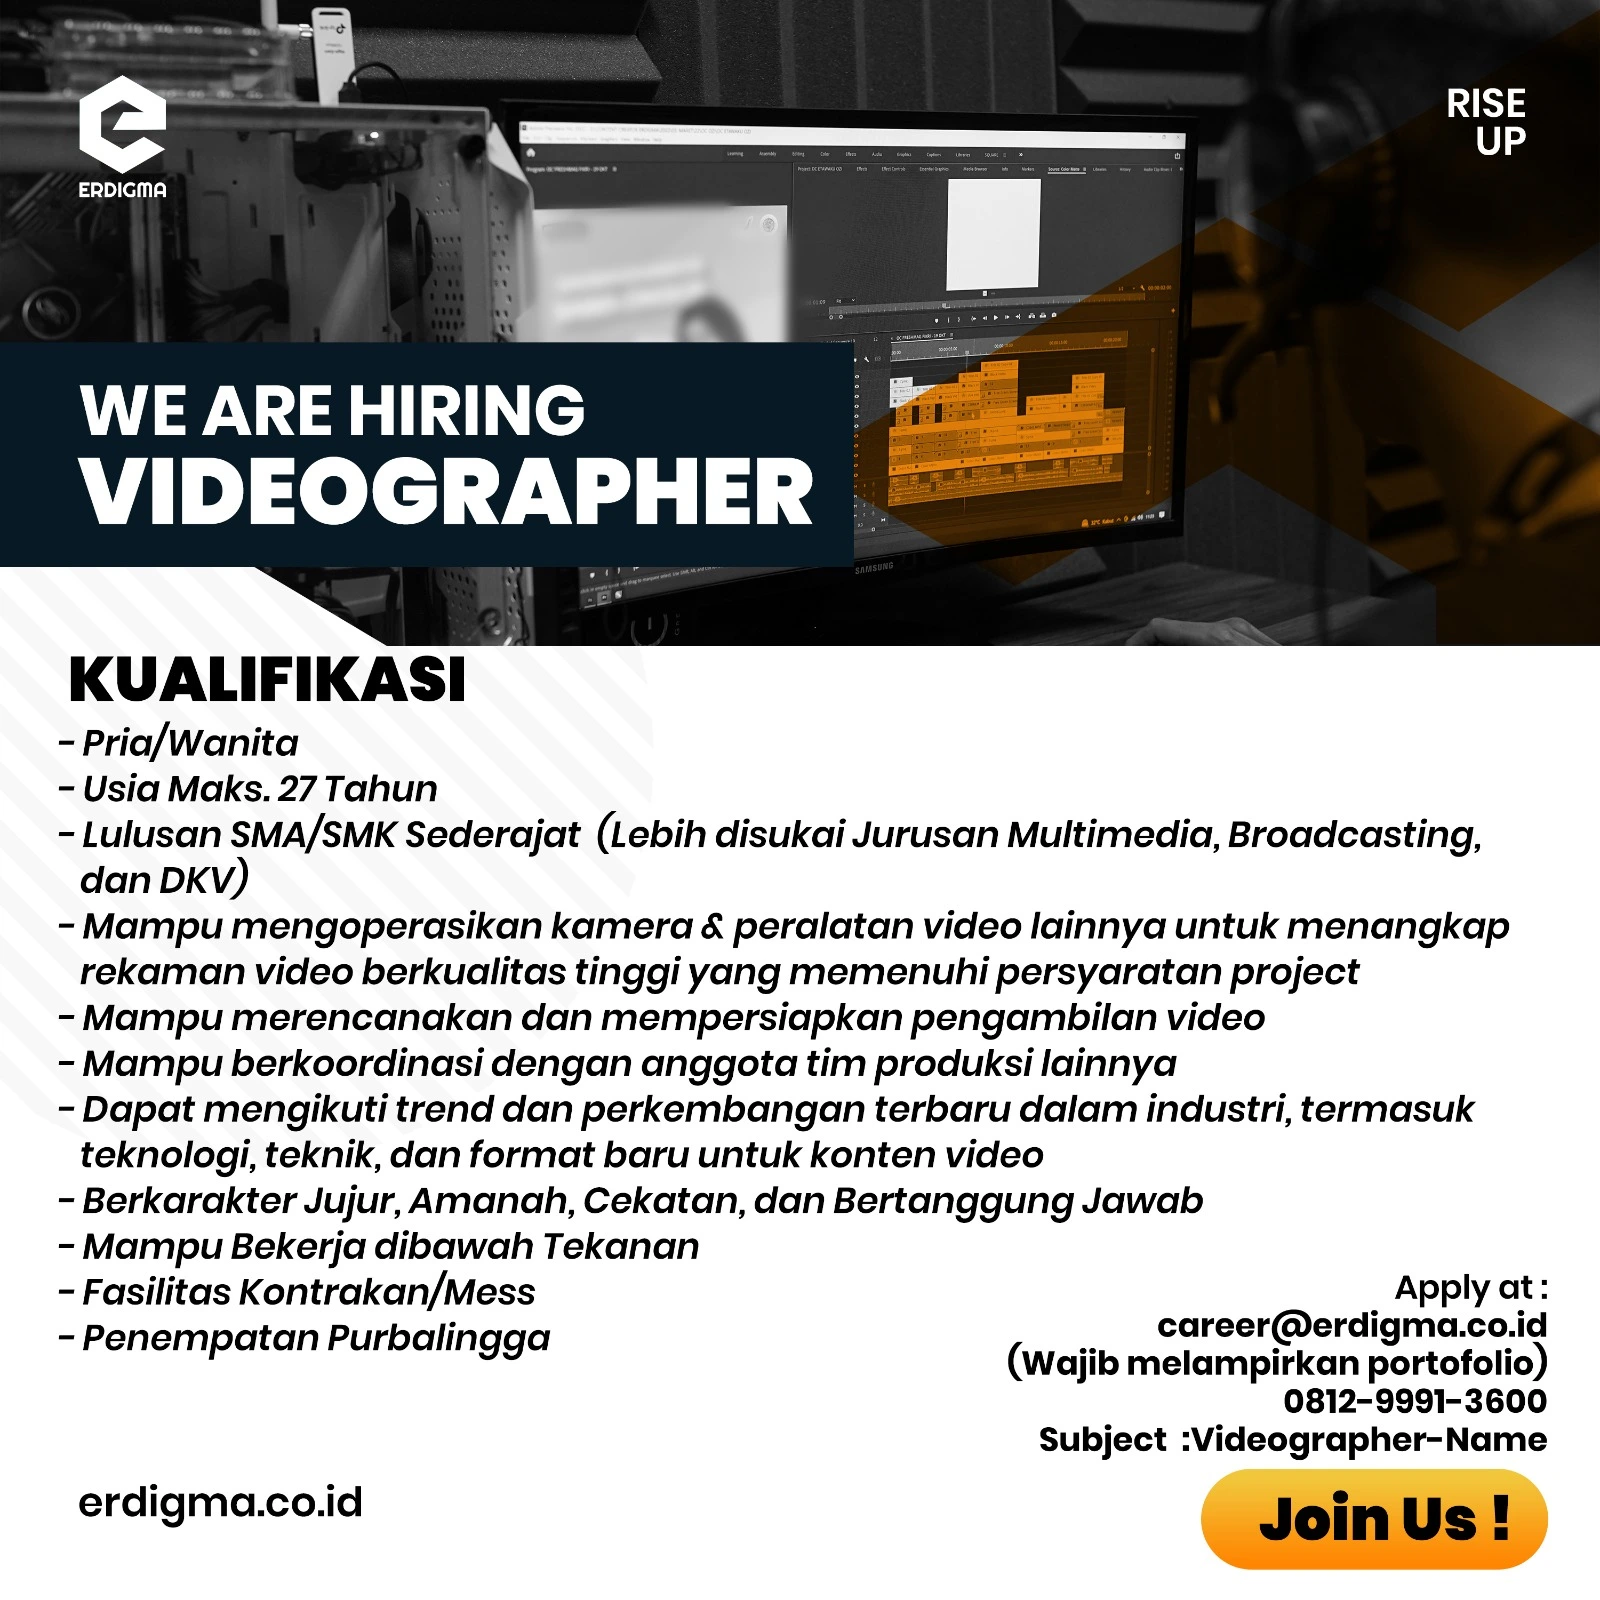 ERDIGMA
RISE
UP
SAMSUNG
WE ARE HIRING
VIDEOGRAPHER
KUALIFIKASI
- Pria/Wanita
- Usia Maks. 27 Tahun
- Lulusan SMA/SMK Sederajat (Lebih disukai Jurusan Multimedia, Broadcasting,
dan DKV)
- Mampu mengoperasikan kamera & peralatan video lainnya untuk menangkap
rekaman video berkualitas tinggi yang memenuhi persyaratan project
- Mampu merencanakan dan mempersiapkan pengambilan video
- Mampu berkoordinasi dengan anggota tim produksi lainnya
- Dapat mengikuti trend dan perkembangan terbaru dalam industri, termasuk
teknologi, teknik, dan format baru untuk konten video
- Berkarakter Jujur, Amanah, Cekatan, dan Bertanggung Jawab
- Mampu Bekerja dibawah Tekanan
- Fasilitas Kontrakan/Mess
- Penempatan Purbalingga
Apply at :
career@erdigma.co.id
(Wajib melampirkan portofolio)
0812-9991-3600
Subject :Videographer-Name
erdigma.co.id
Join Us !